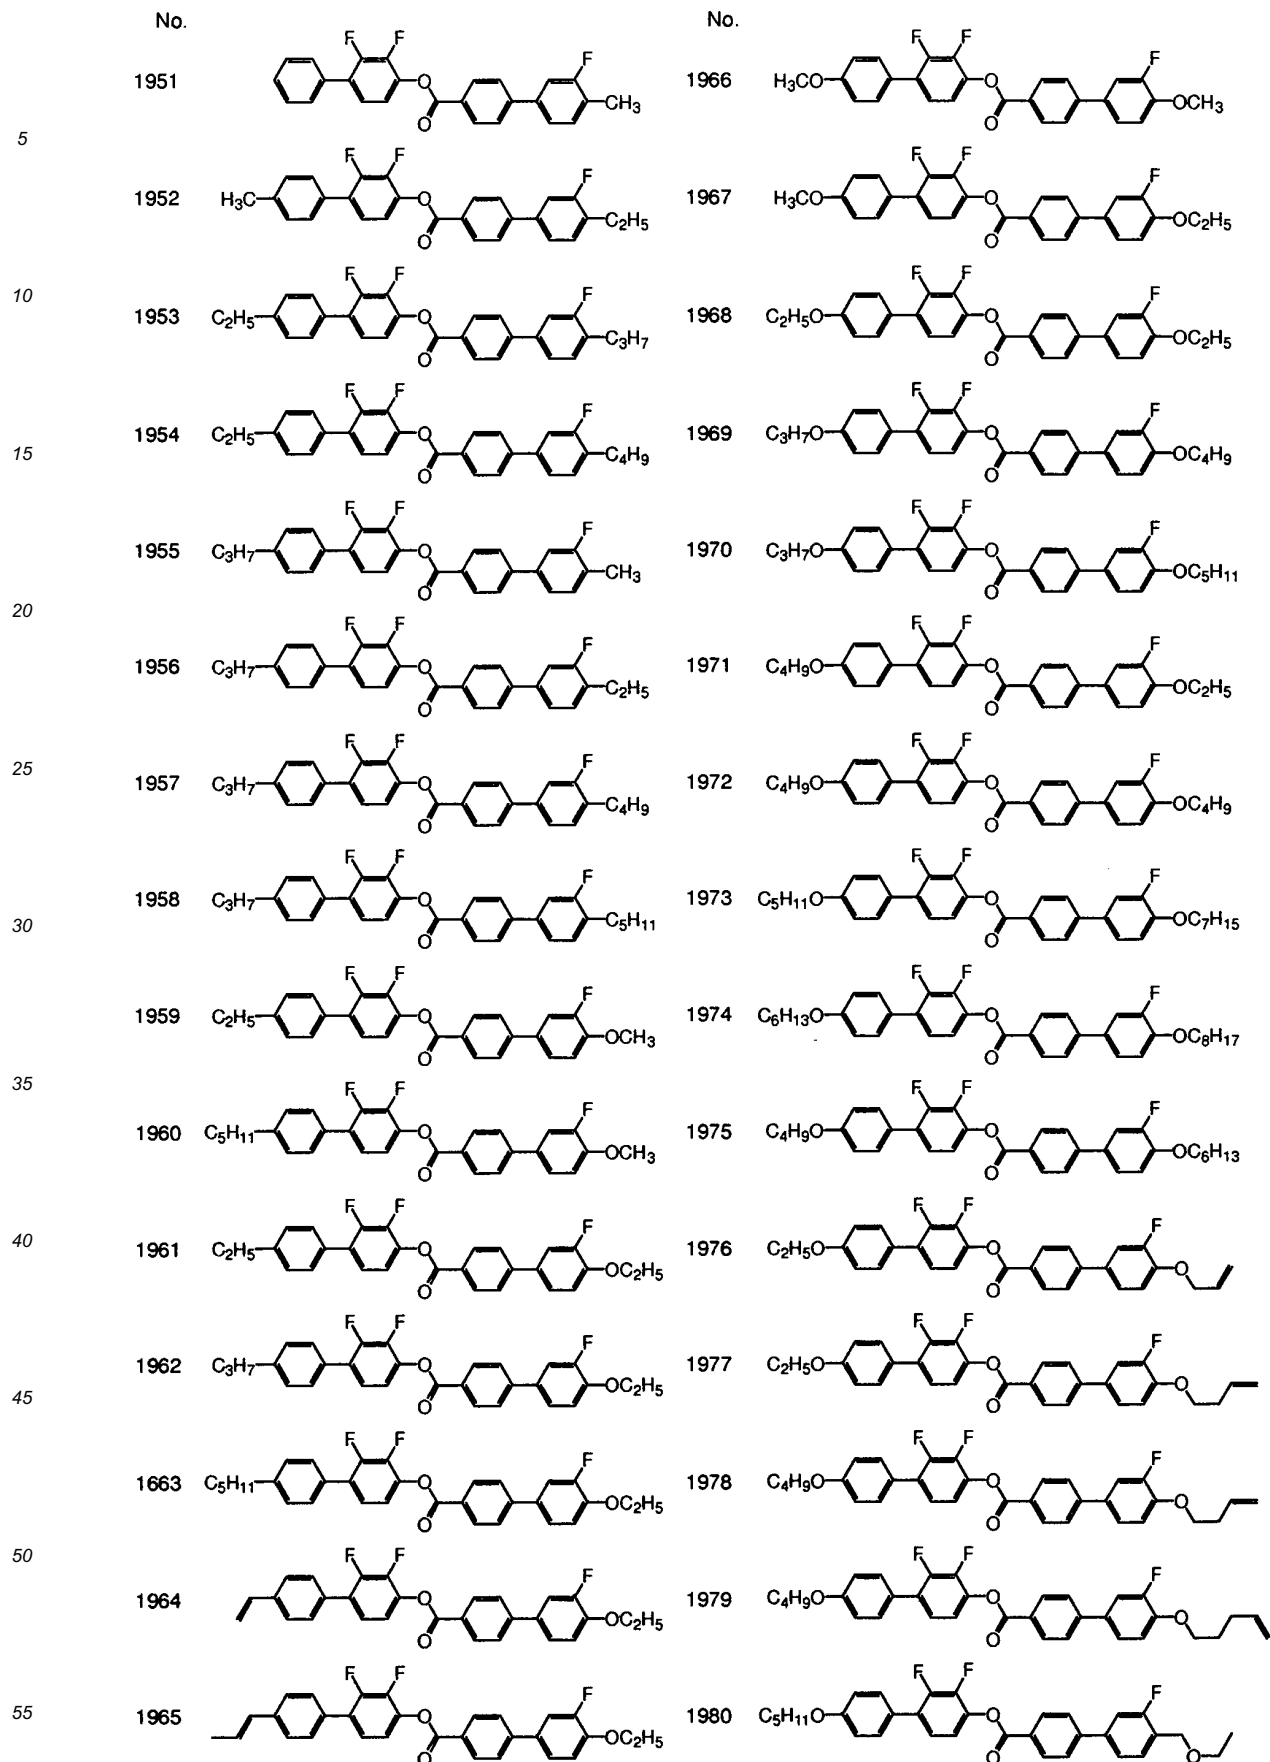 No.
F F
F
1951 O
CH3
O
5
F F
F
1952 H3C O
C2H5
O
10
F F
F
1953 C2H5 O
C3H7
O
F F
F
1954 C2H5 O
C4H9
O
15
F F
F
1955 C3H7 O
CH3
O
20
F F
F
1956 C3H7 O
C2H5
O
25
F F
F
1957 C3H7 O
C4H9
O
F F
F
1958 C3H7 O
C5H11
O
30
F F
F
1959 C2H5 O
OCH3
O
35
F F
F
1960 C5H11 O
OCH3
O
40
F F
F
1961 C2H5 O
OC2H5
O
F F
F
1962 C3H7 O
OC2H5
O
45
F F
F
1663 C5H11 O
OC2H5
O
50
F F
F
1964 O
OC2H5
O
55
F F
F
1965 O
OC2H5
O
No.
F F
F
1966 H3CO O
OCH3
O
F F
F
1967 H3CO O
OC2H5
O
F F
F
1968 C2H5O O
OC2H5
O
F F
F
1969 C3H7O O
OC4H9
O
F F
F
1970 C3H7O O
OC5H11
O
F F
F
1971 C4H9O O
OC2H5
O
F F
F
1972 C4H9O O
OC4H9
O
F F
F
1973 C5H11O O
OC7H15
O
F F
F
1974 C6H13O O
OC8H17
O
F F
F
1975 C4H9O O
OC6H13
O
F F
F
1976 C2H5O O
O
O
F F
F
1977 C2H5O O
O
O
F F
F
1978 C4H9O O
O
O
F F
F
1979 C4H9O O
O
O
F F
F
1980 C5H11O O
O O